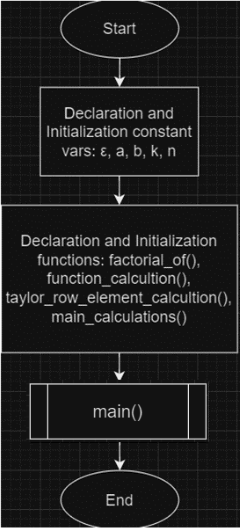 Start
Declaration and
Initialization constant
vars: ε, a, b, k, n
Declaration and Initialization
functions: factorial_of(),
function_calcultion(),
taylor_row_element_calcultion(),
main_calculations()
main()
End